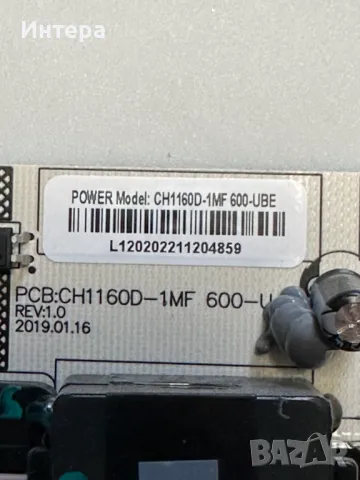 Интера
POWER Model: CH1160D-1MF 600-UBE
L120202211204859
PCB:CH1160D-1MF 600-U
REV:1.0
2019.01.16
BAZAR